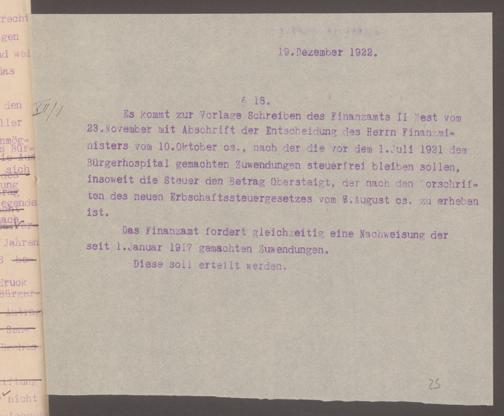 19.Dezember 1922.
§ 18.
Es kommt zur Vorlage Schreiben des Finanzamts II West vom
23.November mit Abschrift der Entscheidung des Herrn Finanzmi-
nisters vom 10.Oktober cs., nach der die vor dem 1.Juli 1921 dem
Bürgerhospital gemachten Zuwendungen steuerfrei bleiben sollen,
insoweit die Steuer den Betrag übersteigt, der nach den Vorschrif-
ten des neuen Erbschaftssteuergesetzes vom 8.August cs. zu erheben
ist.
Das Finanzamt fordert gleichzeitig eine Nachweisung der
seit 1.Januar 1917 gemachten Zuwendungen.
Diese soll erteilt werden.
25